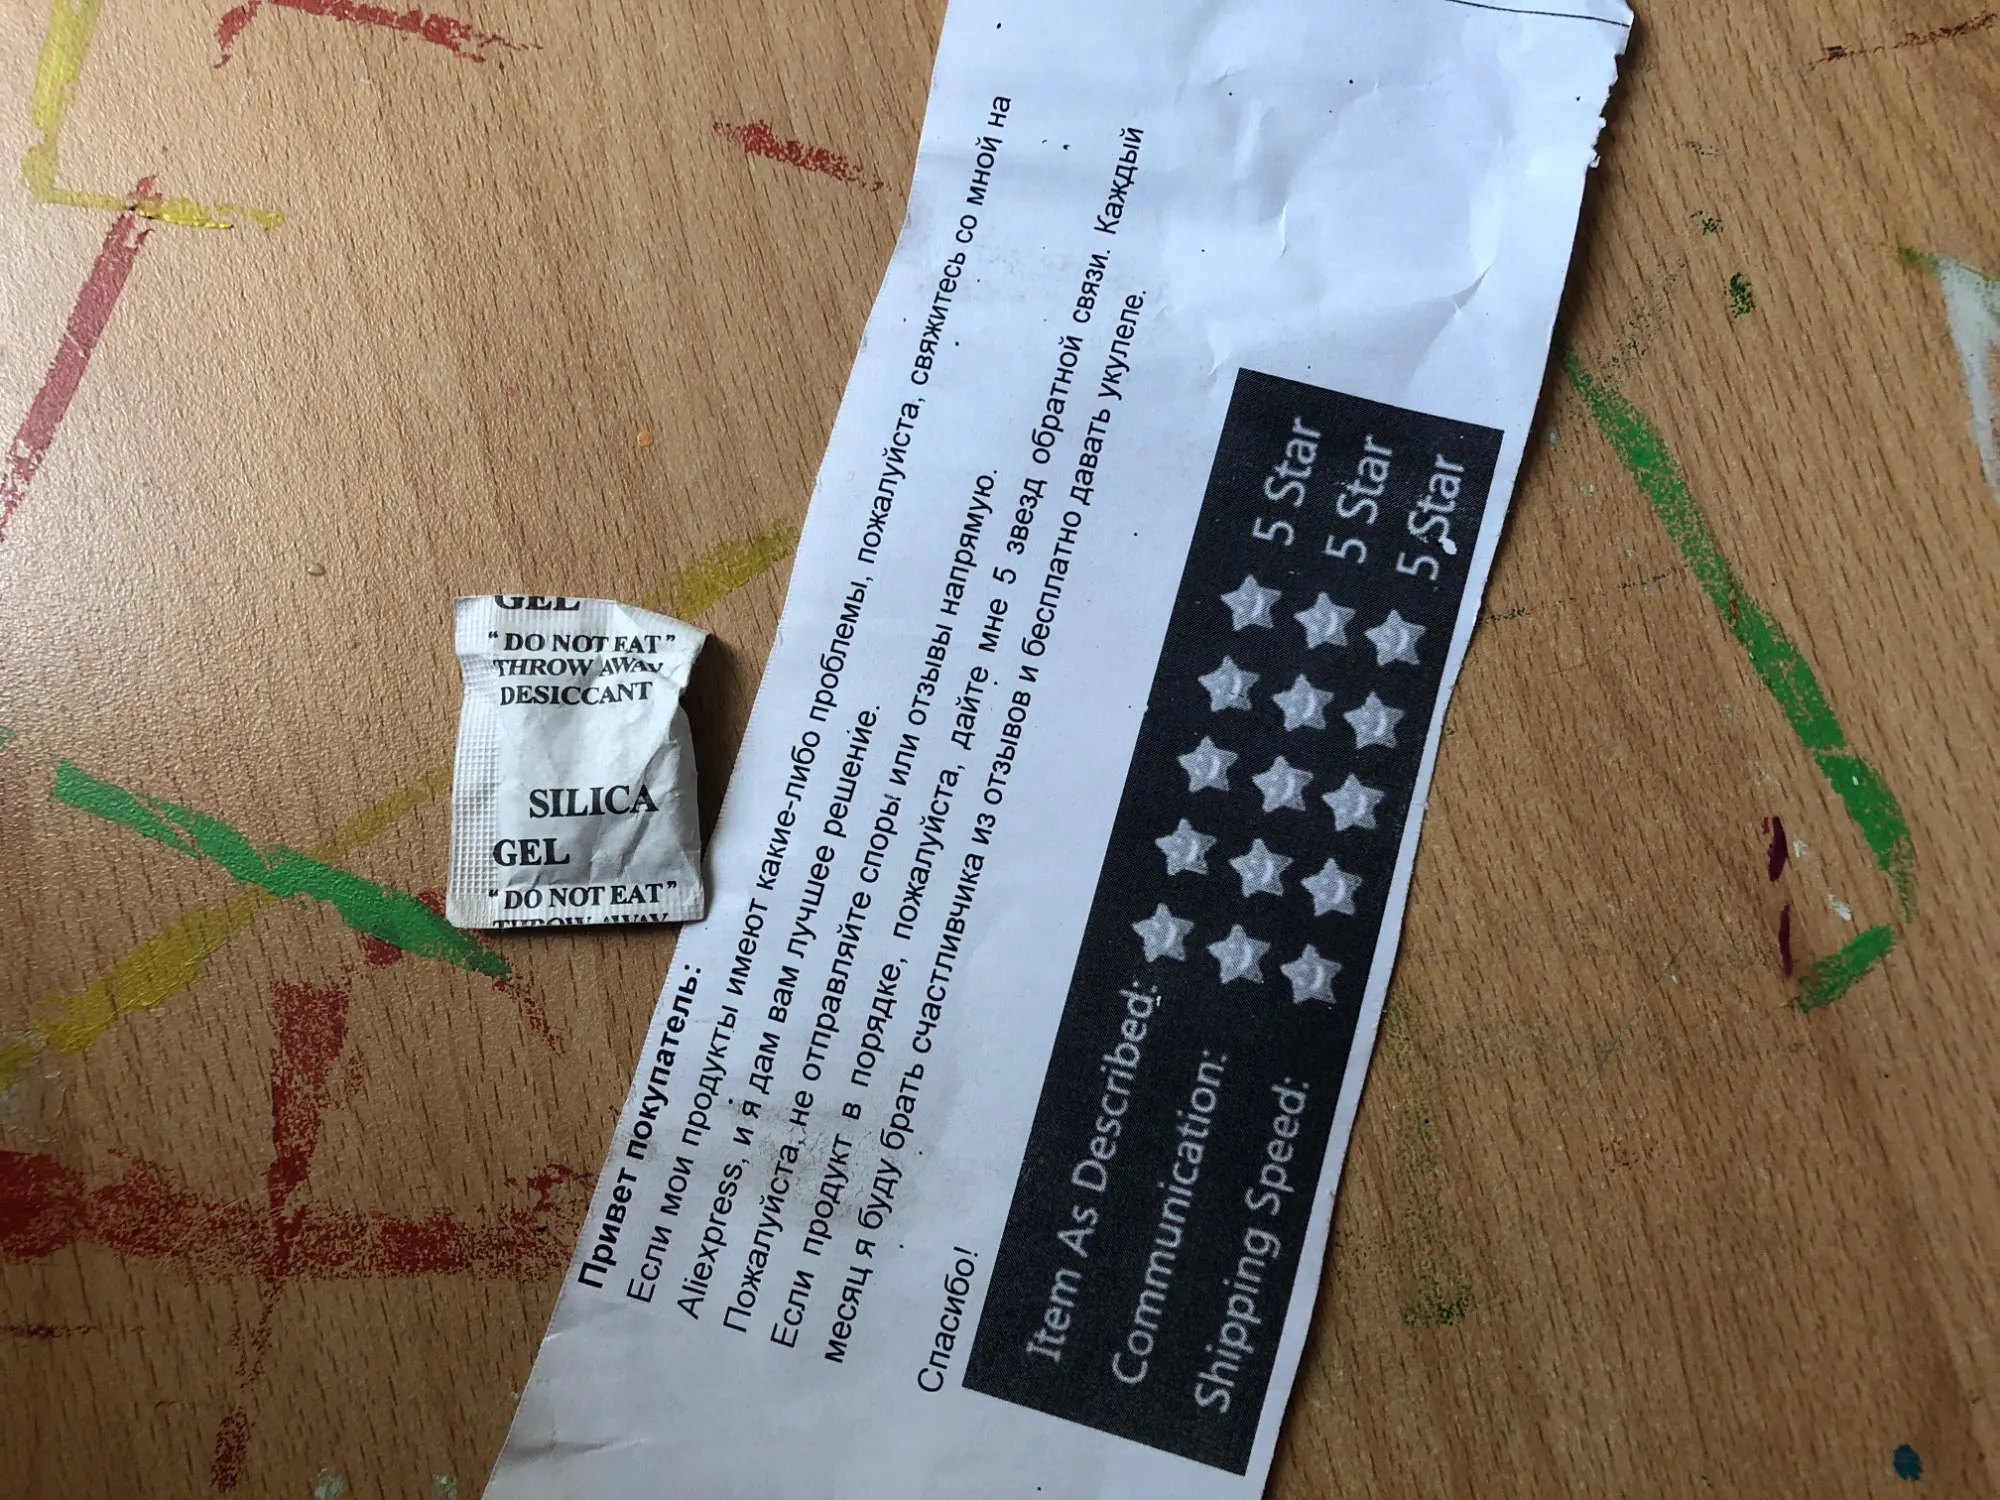 GEL
“ DO NOT EAT”
THROW AWAY
DESICCANT
SILICA
GEL
“ DO NOT EAT”
THROW AWAY
Привет покупатель:
Если мои продукты имеют какие-либо проблемы, пожалуйста, свяжитесь со мной на
Aliexpress, и я дам вам лучшее решение.
Пожалуйста, не отправляйте споры или отзывы напрямую.
Если продукт в порядке, пожалуйста, дайте мне 5 звезд обратной связи. Каждый
месяц я буду брать счастливчика из отзывов и бесплатно давать укулеле.
Спасибо!
Item As Described: 5 Star
Communication: 5 Star
Shipping Speed: 5 Star